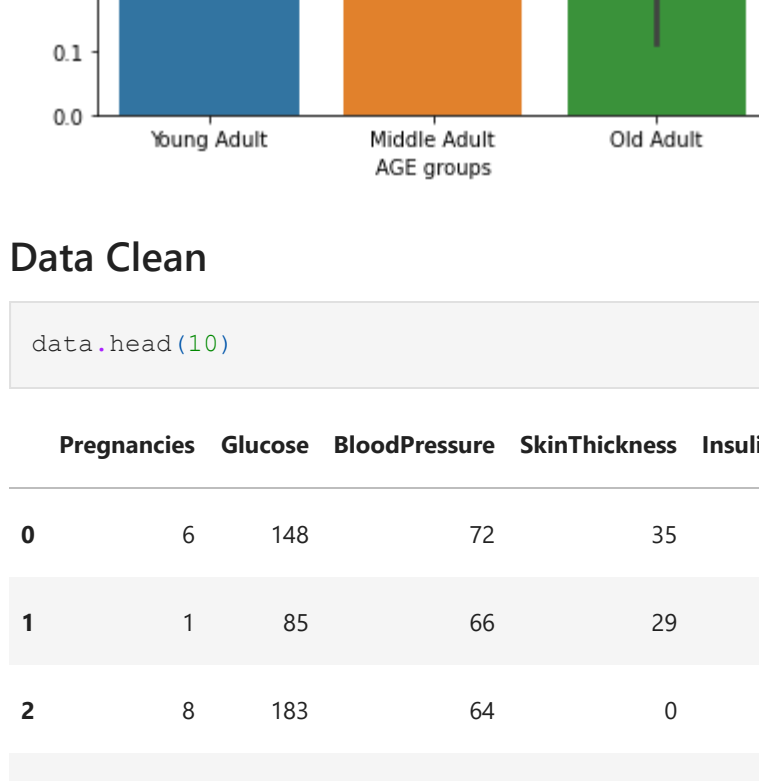 0.1
0.0
Young Adult Middle Adult Old Adult
AGE groups
Data Clean
data.head(10)
Pregnancies Glucose BloodPressure SkinThickness Insuli
0 6 148 72 35
1 1 85 66 29
2 8 183 64 0